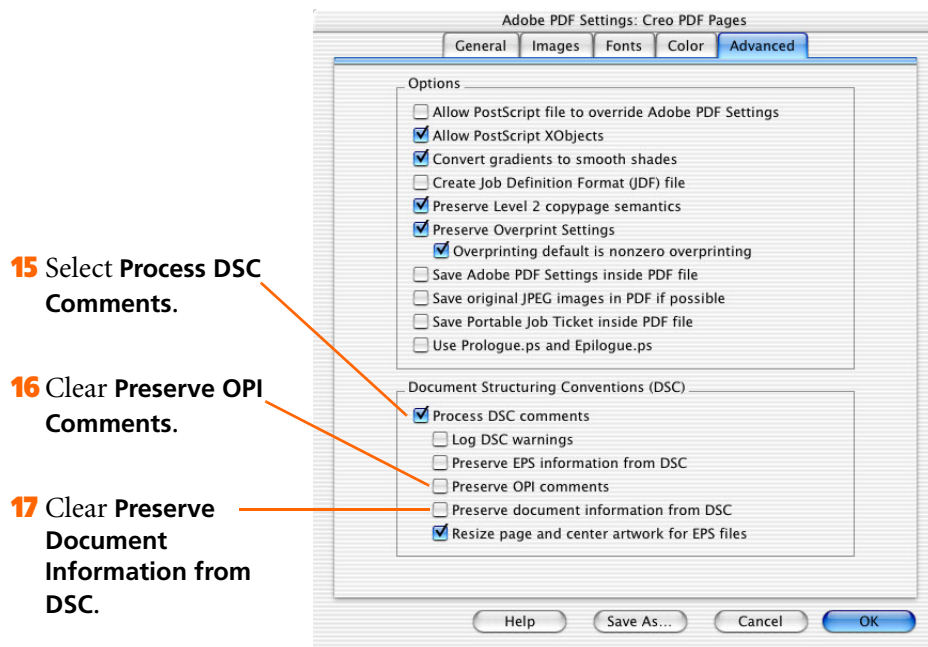 Adobe PDF Settings: Creo PDF Pages
General Images Fonts Color Advanced
Options
Allow PostScript file to override Adobe PDF Settings
Allow PostScript XObjects
Convert gradients to smooth shades
Create Job Definition Format (JDF) file
Preserve Level 2 copypage semantics
Preserve Overprint Settings
Overprinting default is nonzero overprinting
Save Adobe PDF Settings inside PDF file
Save original JPEG images in PDF if possible
Save Portable Job Ticket inside PDF file
Use Prologue.ps and Epilogue.ps
Document Structuring Conventions (DSC)
Process DSC comments
Log DSC warnings
Preserve EPS information from DSC
Preserve OPI comments
Preserve document information from DSC
Resize page and center artwork for EPS files
Help Save As... Cancel OK
15 Select Process DSC
Comments.
16 Clear Preserve OPI
Comments.
17 Clear Preserve
Document
Information from
DSC.